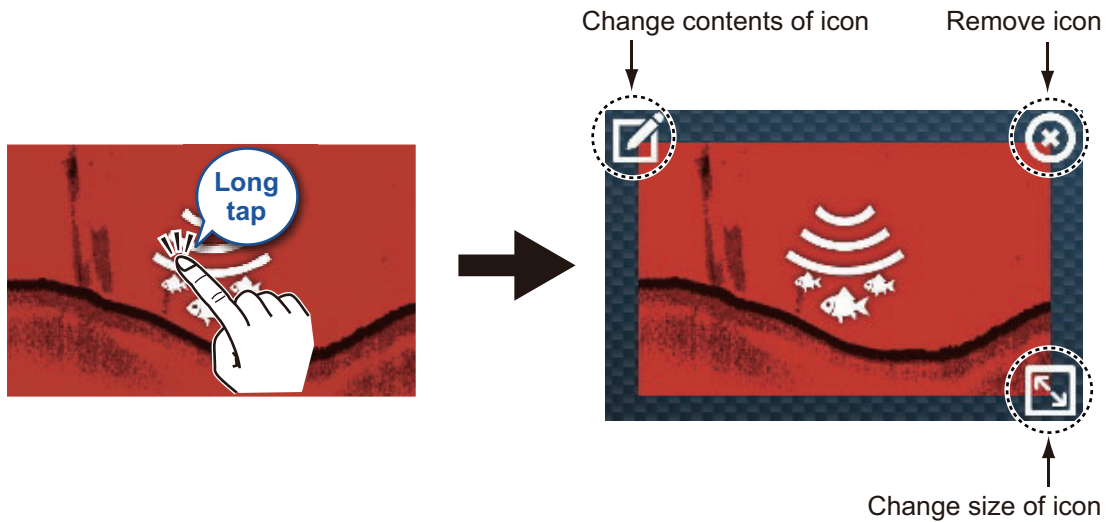 Change contents of icon
Remove icon
Long
tap
Change size of icon